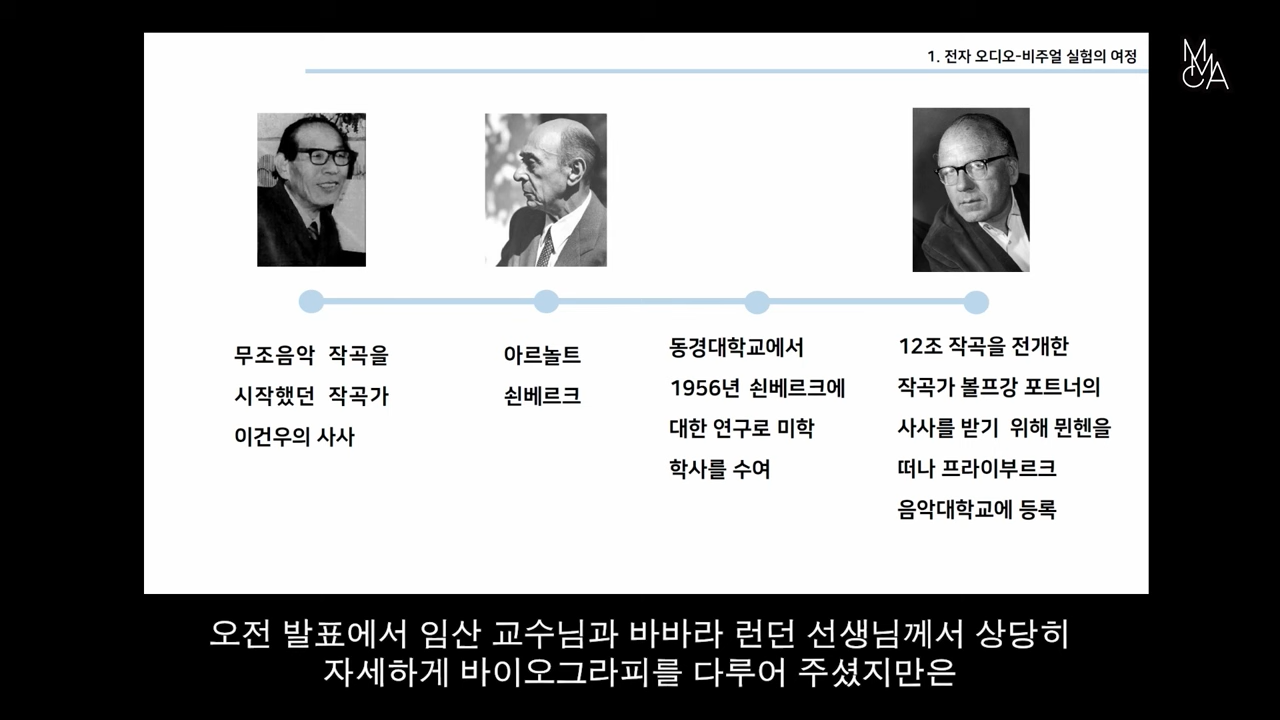 1. 전자 오디오-비주얼 실험의 여정
MMCA
무조음악 작곡을
시작했던 작곡가
이건우의 사사
아르놀트
쇤베르크
동경대학교에서
1956년 쇤베르크에
대한 연구로 미학
학사를 수여
12조 작곡을 전개한
작곡가 볼프강 포트너의
사사를 받기 위해 뮌헨을
떠나 프라이부르크
음악대학교에 등록
오전 발표에서 임산 교수님과 바바라 런던 선생님께서 상당히
자세하게 바이오그라피를 다루어 주셨지만은